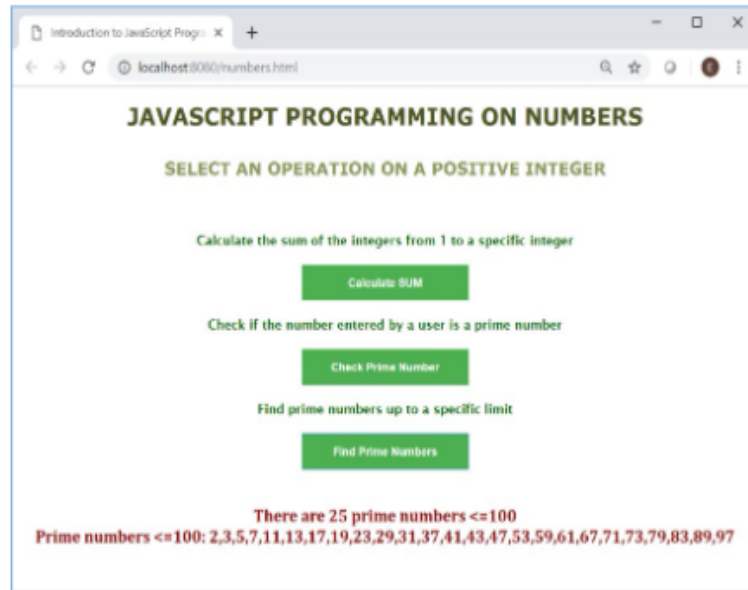 Introduction to JavaScript Progr
localhost:8080/numbers.html
JAVASCRIPT PROGRAMMING ON NUMBERS
SELECT AN OPERATION ON A POSITIVE INTEGER
Calculate the sum of the integers from 1 to a specific integer
Calculate SUM
Check if the number entered by a user is a prime number
Check Prime Number
Find prime numbers up to a specific limit
Find Prime Numbers
There are 25 prime numbers <=100
Prime numbers <=100: 2,3,5,7,11,13,17,19,23,29,31,37,41,43,47,53,59,61,67,71,73,79,83,89,97